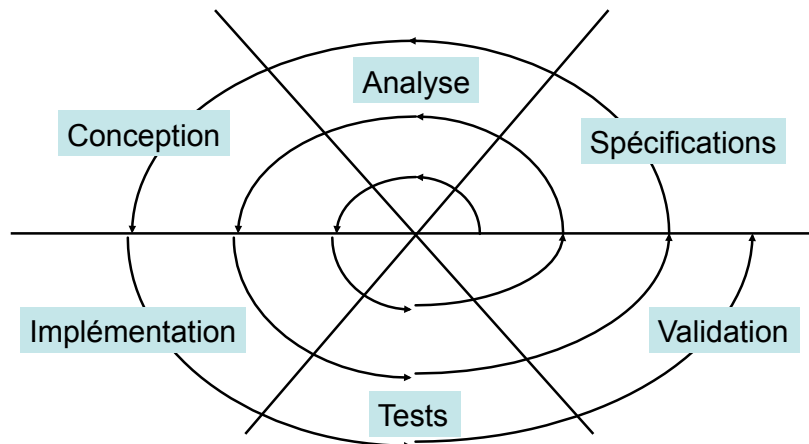 Analyse
Conception
Spécifications
Implémentation
Validation
Tests